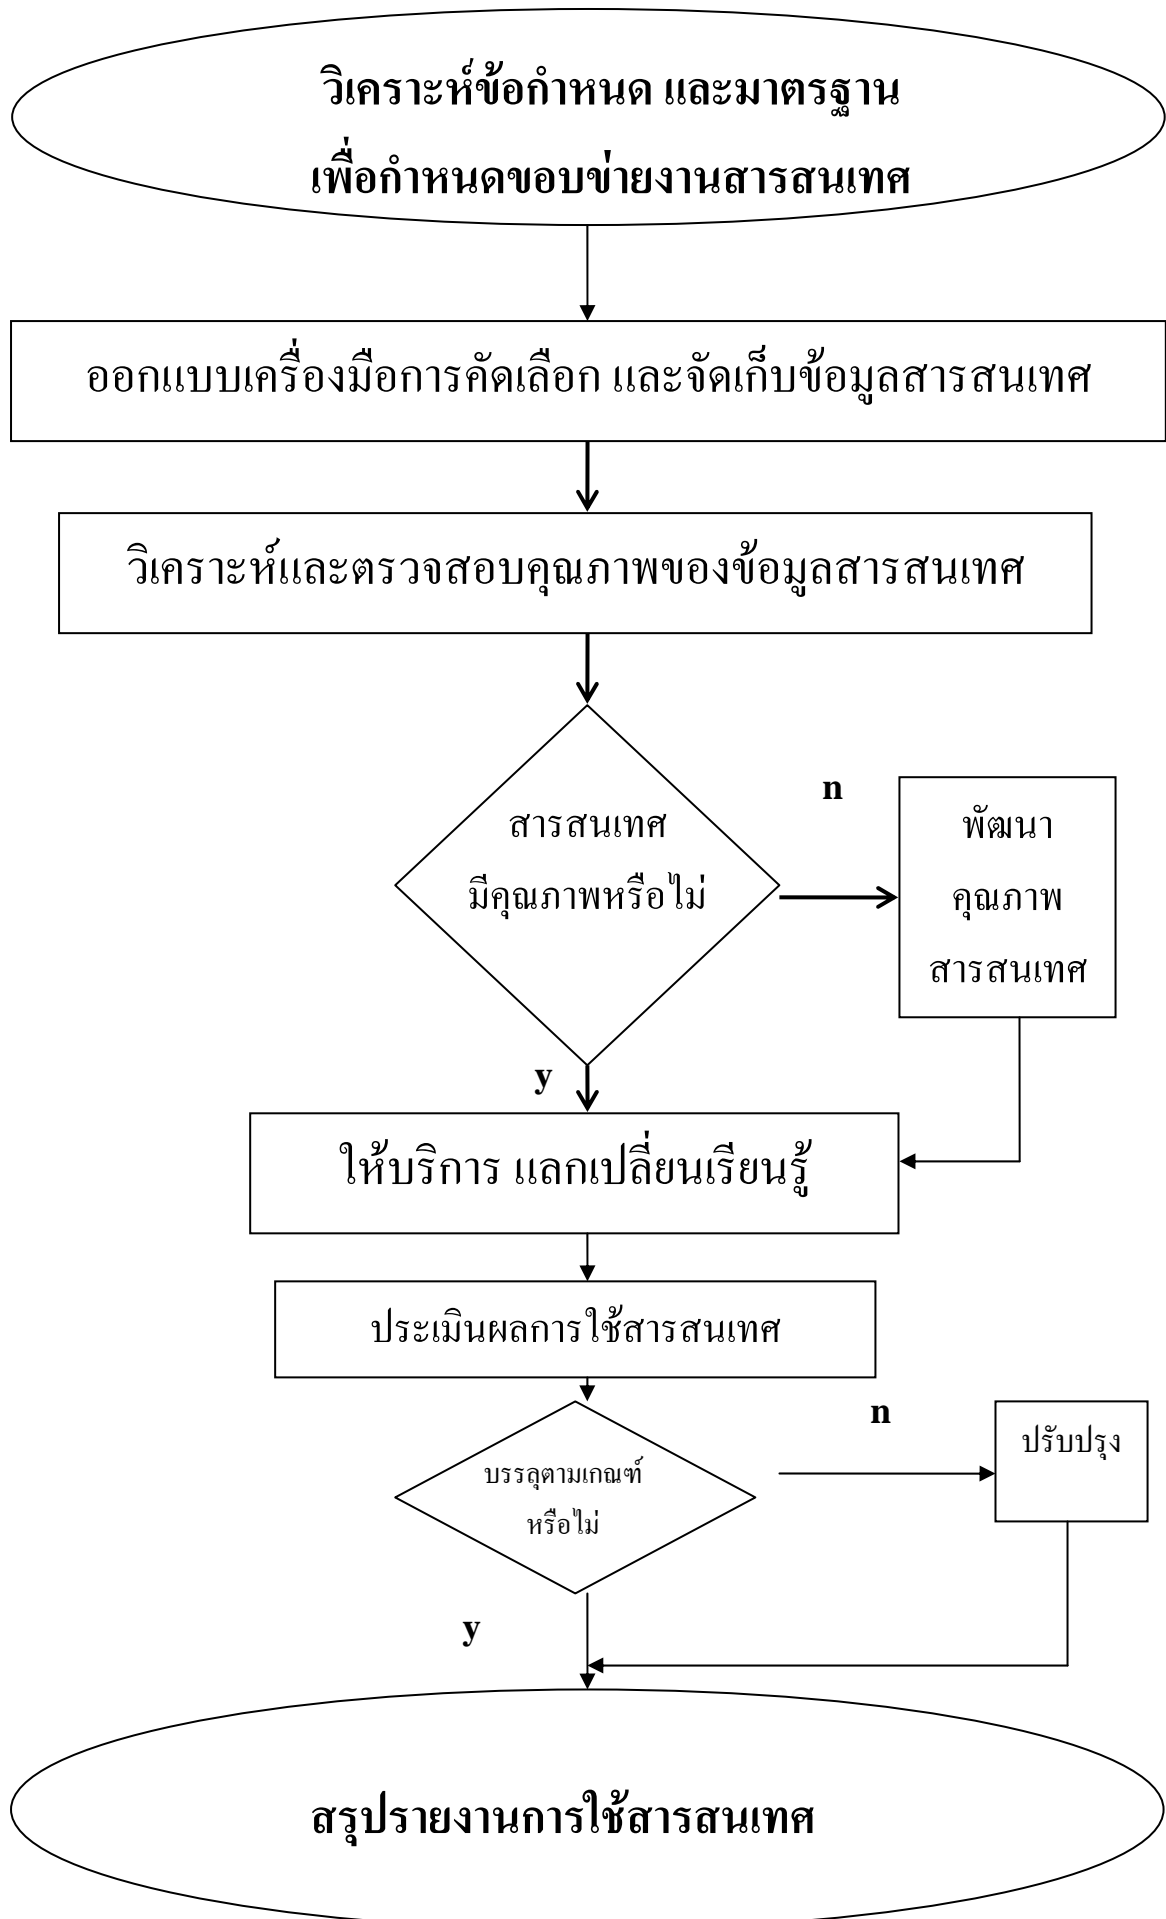 วิเคราะห์ข้อกำหนด และมาตรฐาน
เพื่อกำหนดขอบข่ายงานสารสนเทศ
ออกแบบเครื่องมือการคัดเลือก และจัดเก็บข้อมูลสารสนเทศ
วิเคราะห์และตรวจสอบคุณภาพของข้อมูลสารสนเทศ
สารสนเทศ
มีคุณภาพหรือไม่
n
พัฒนา
คุณภาพ
สารสนเทศ
y
ให้บริการ แลกเปลี่ยนเรียนรู้
ประเมินผลการใช้สารสนเทศ
บรรลุตามเกณฑ์
หรือไม่
n
ปรับปรุง
y
สรุปรายงานการใช้สารสนเทศ